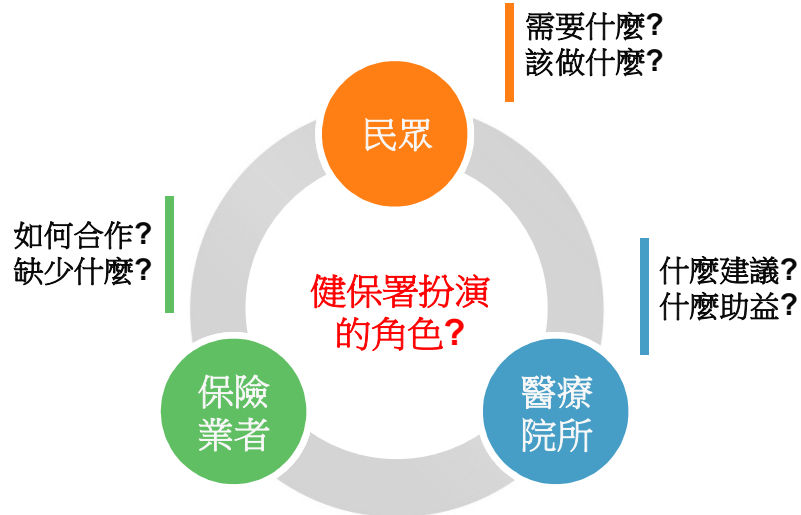 需要什麼?
該做什麼?
民眾
如何合作?
缺少什麼?
健保署扮演
的角色?
什麼建議?
什麼助益?
保險
業者
醫療
院所